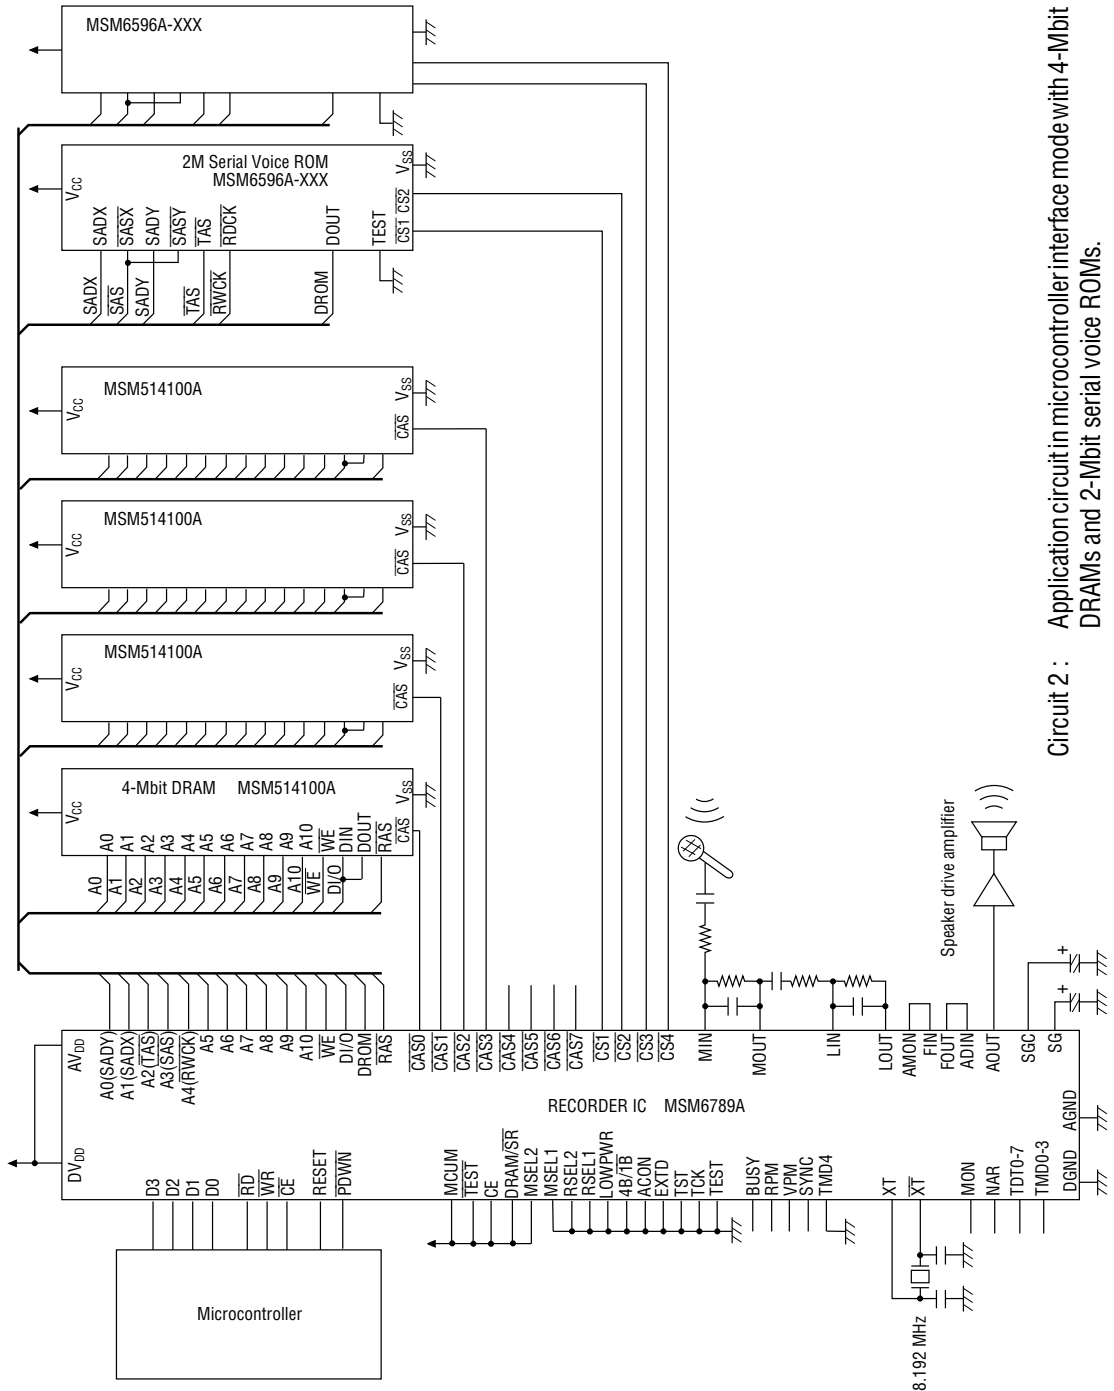 MSM6596A-XXX
2M Serial Voice ROM
MSM6596A-XXX
VCC
VSS
SADX
SASX
SADY
SASY
TAS
RDCK
DOUT
TEST
CS1 CS2
SADX
SAS
SADY
TAS
RWCK
DROM
MSM514100A
VCC
VSS
CAS
MSM514100A
VCC
VSS
CAS
MSM514100A
VCC
VSS
CAS
4-Mbit DRAM MSM514100A
VCC
VSS
A0
A1
A2
A3
A4
A5
A6
A7
A8
A9
A10
WE
DIN
DOUT
RAS
CAS
A0
A1
A2
A3
A4
A5
A6
A7
A8
A9
A10
WE
DI/O
AVDD
A0(SADY)
A1(SADX)
A2(TAS)
A3(SAS)
A4(RWCK)
A5
A6
A7
A8
A9
A10
WE
DI/O
DROM
RAS
CAS0
CAS1
CAS2
CAS3
CAS4
CAS5
CAS6
CAS7
CS1
CS2
CS3
CS4
MIN
MOUT
LIN
LOUT
AMON
FIN
FOUT
ADIN
AOUT
SGC
SG
+
+
Speaker drive amplifier
RECORDER IC MSM6789A
AGND
DVDD
D3
D2
D1
D0
RD
WR
CE
RESET
PDWN
MCUM
TEST
CE
DRAM/SR
MSEL2
MSEL1
RSEL2
RSEL1
LOWPWR
4B/1B
ACON
EXTD
TST
TCK
TEST
BUSY
RPM
VPM
SYNC
TMD4
XT
XT
MON
NAR
TDT0-7
TMD0-3
DGND
Microcontroller
8.192 MHz
Circuit 2 : Application circuit in microcontroller interface mode with 4-Mbit
DRAMs and 2-Mbit serial voice ROMs.